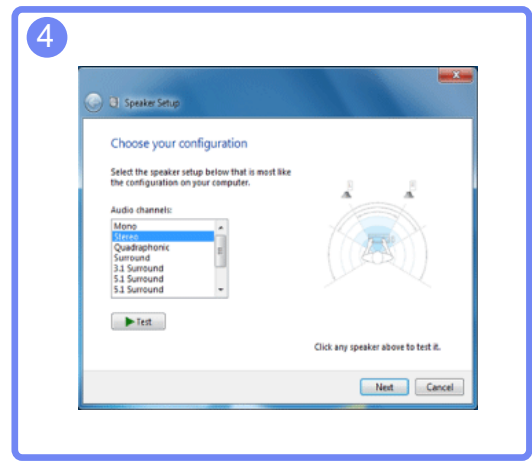 4
Speaker Setup
Choose your configuration
Select the speaker setup below that is most like
the configuration on your computer.
Audio channels:
Mono
Stereo
Quadraphonic
Surround
3.1 Surround
5.1 Surround
5.1 Surround
Test
Click any speaker above to test it.
Next
Cancel